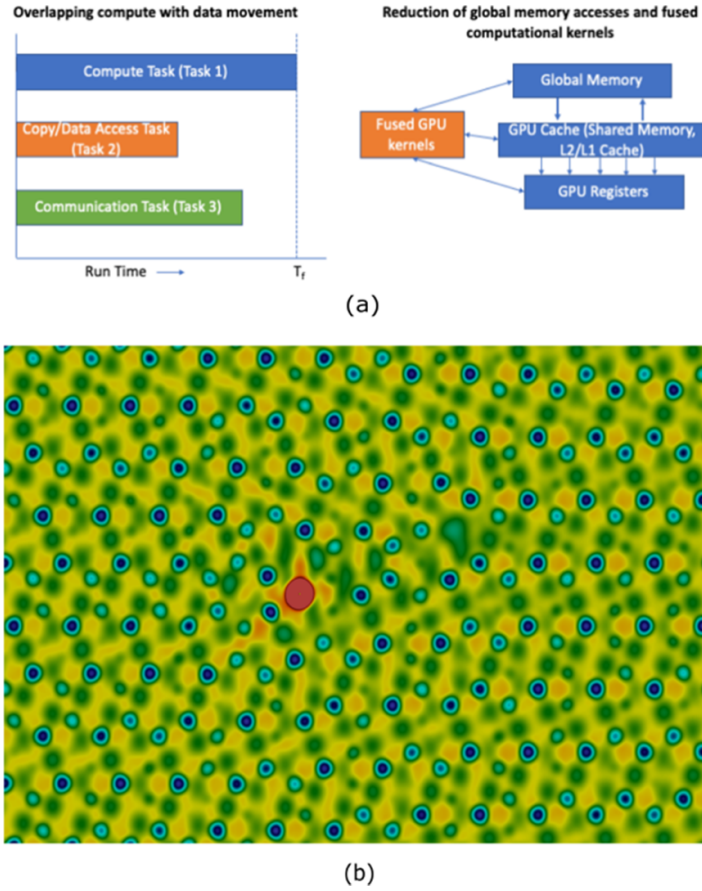 Overlapping compute with data movement
Compute Task (Task 1)
Copy/Data Access Task
(Task 2)
Communication Task (Task 3)
Run Time
Tf
Reduction of global memory accesses and fused
computational kernels
Global Memory
Fused GPU
kernels
GPU Cache (Shared Memory,
L2/L1 Cache)
GPU Registers
(a)
(b)